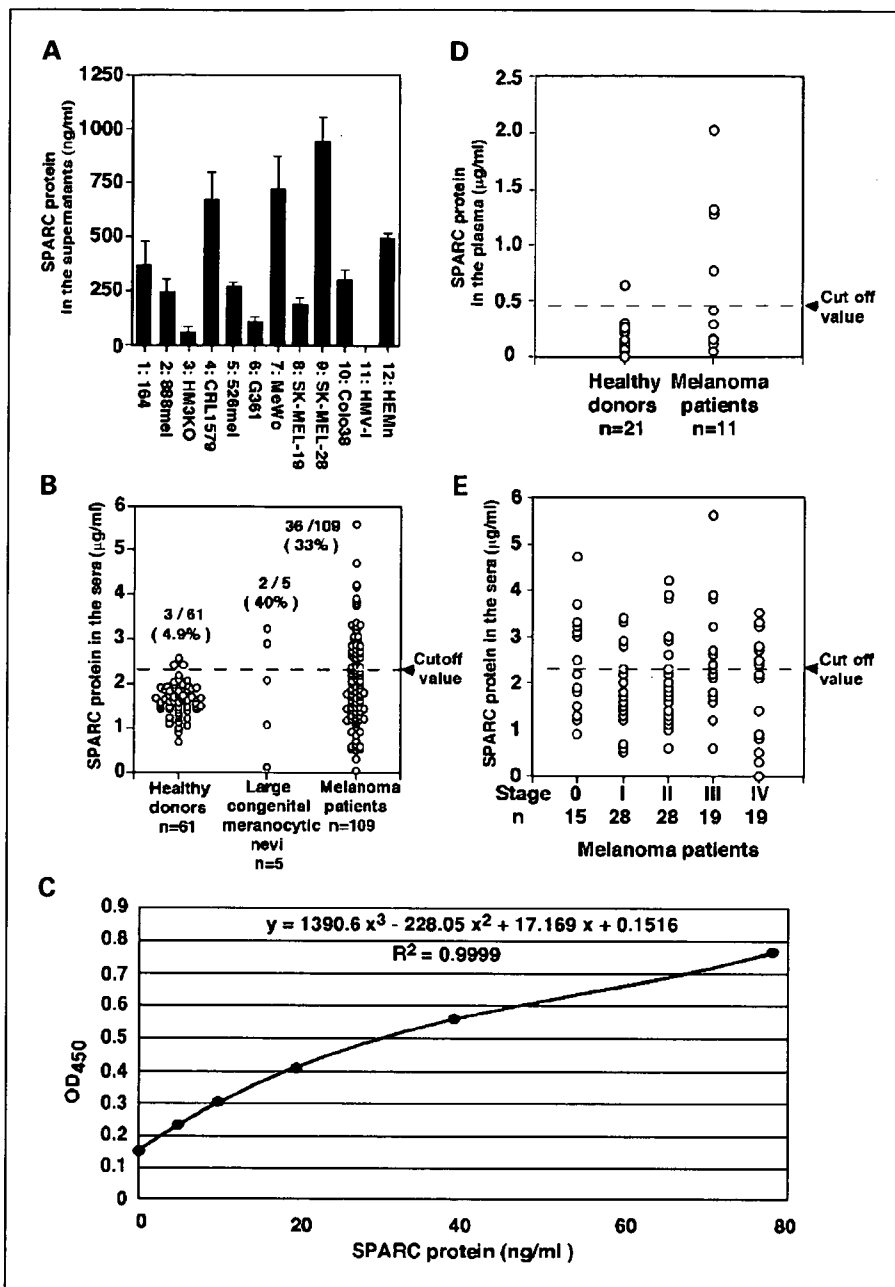 A
1250
1000
750
500
250
0
SPARC protein
in the supernatants (ng/ml)
1: 164
2: 888mel
3: HM3KO
4: CRL1579
5: 526mel
6: G361
7: MeWo
8: SK-MEL-19
9: SK-MEL-28
10: Colo38
11: HMV-I
12: HEMn
D
2.5
2.0
1.5
1.0
0.5
0
SPARC protein
in the plasma (μg/ml)
Cut off
value
Healthy
donors
n=21
Melanoma
patients
n=11
B
6
5
4
3
2
1
0
SPARC protein in the sera (μg/ml)
3 / 61
( 4.9%)
2 / 5
( 40%)
36 /109
( 33%)
Cutoff
value
Healthy
donors
n=61
Large
congenital
meranocytic
nevi
n=5
Melanoma
patients
n=109
E
6
5
4
3
2
1
0
SPARC protein in the sera (μg/ml)
Cut off
value
Stage 0 I II III IV
n 15 28 28 19 19
Melanoma patients
C
0.9
0.8
0.7
0.6
0.5
0.4
0.3
0.2
0.1
0
OD450
y = 1390.6 x³ - 228.05 x² + 17.169 x + 0.1516
R² = 0.9999
0 20 40 60 80
SPARC protein (ng/ml )